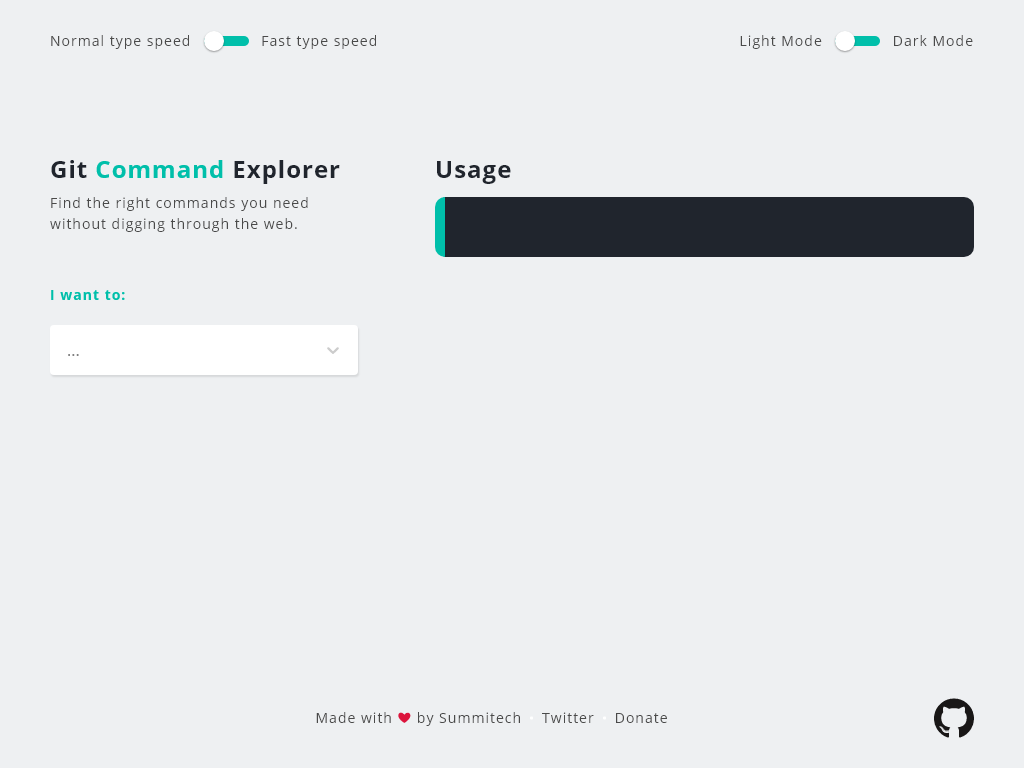 Normal type speed Fast type speed
Light Mode Dark Mode
Git Command Explorer
Find the right commands you need
without digging through the web.
I want to:
...
Usage
Made with by Summitech Twitter Donate